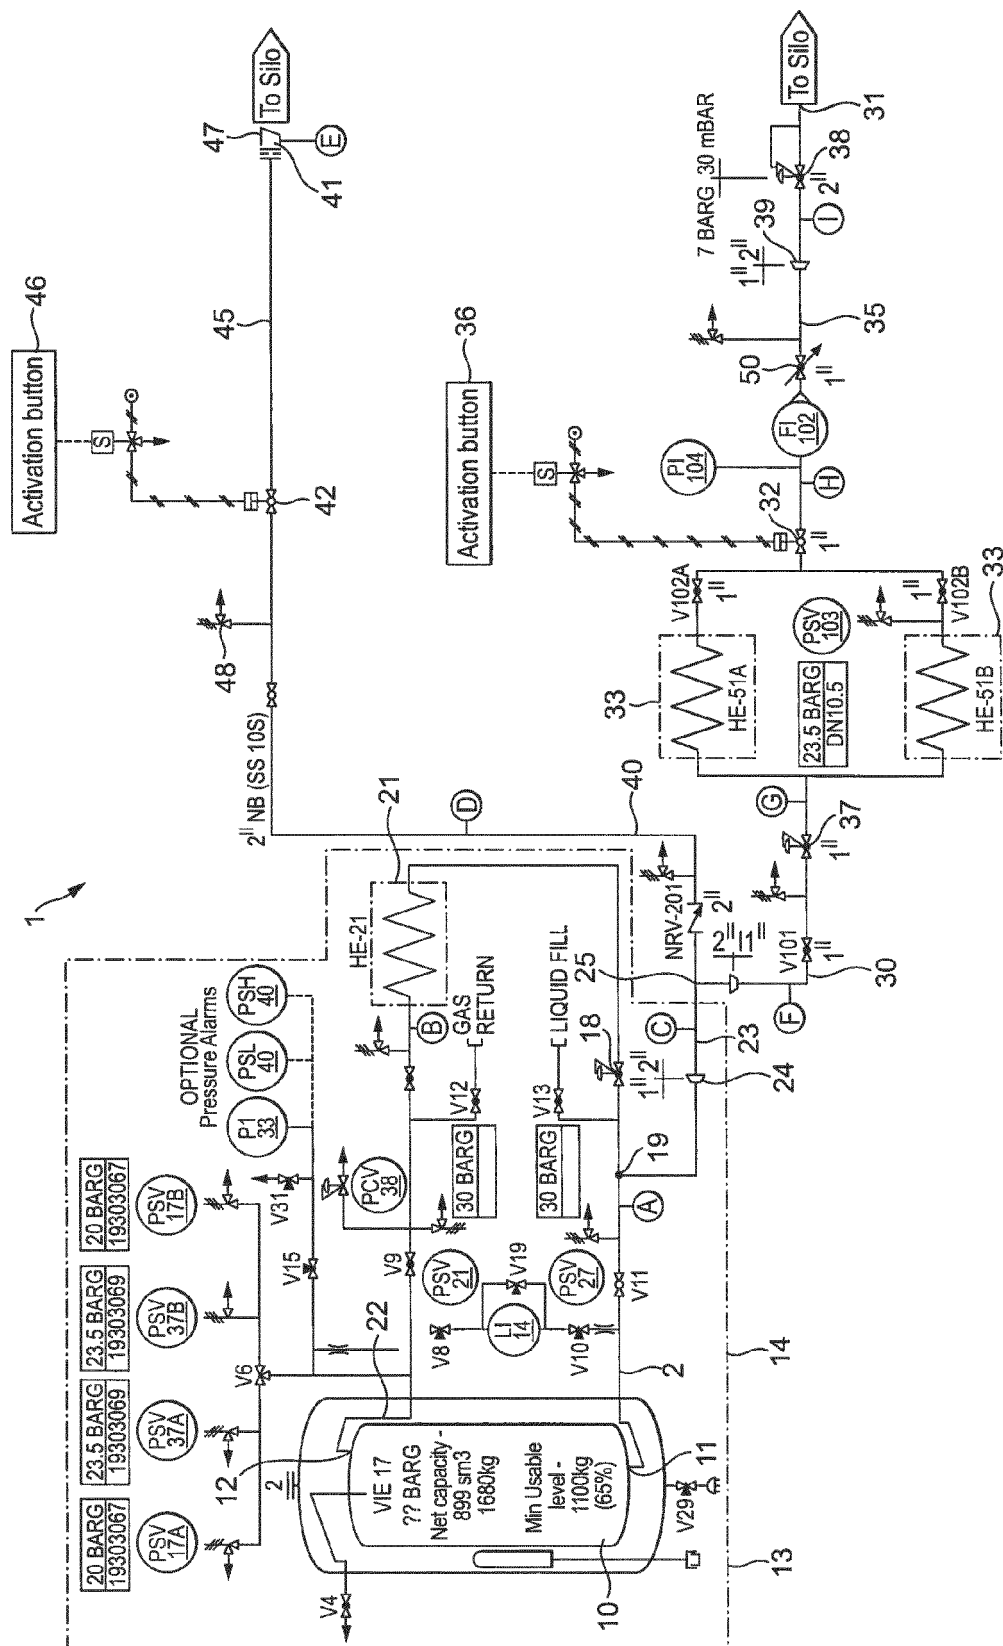 1
20 BARG
19303067
PSV
17A
23.5 BARG
19303069
PSV
37A
23.5 BARG
19303069
PSV
37B
20 BARG
19303067
PSV
17B
V6
OPTIONAL
Pressure Alarms
P1
33
PSL
40
PSH
40
V31
V15
V4
2
12
22
VIE 17
?? BARG
Net capacity -
899 sm3
1680kg
Min Usable
level -
1100kg
(65%)
10
11
V29
13
14
2
V9
PCV
38
PSV
21
V8
LI
14
V19
V10
PSV
27
V11
30 BARG
V12
GAS
RETURN
30 BARG
V13
LIQUID FILL
HE-21
21
B
A
19
18
1" 2"
24
C
23
25
NRV-201
2"
2" 1"
F
V101
1"
30
40
D
2" NB (SS 10S)
48
Activation button
46
S
42
45
47
41
E
To Silo
37
1"
G
33
HE-51A
23.5 BARG
DN10.5
PSV
103
HE-51B
33
V102A
1"
1"
V102B
Activation button
36
S
32
1"
H
PI
104
FI
102
50
1"
35
1" 2"
39
I
7 BARG 30 mBAR
2"
38
31
To Silo